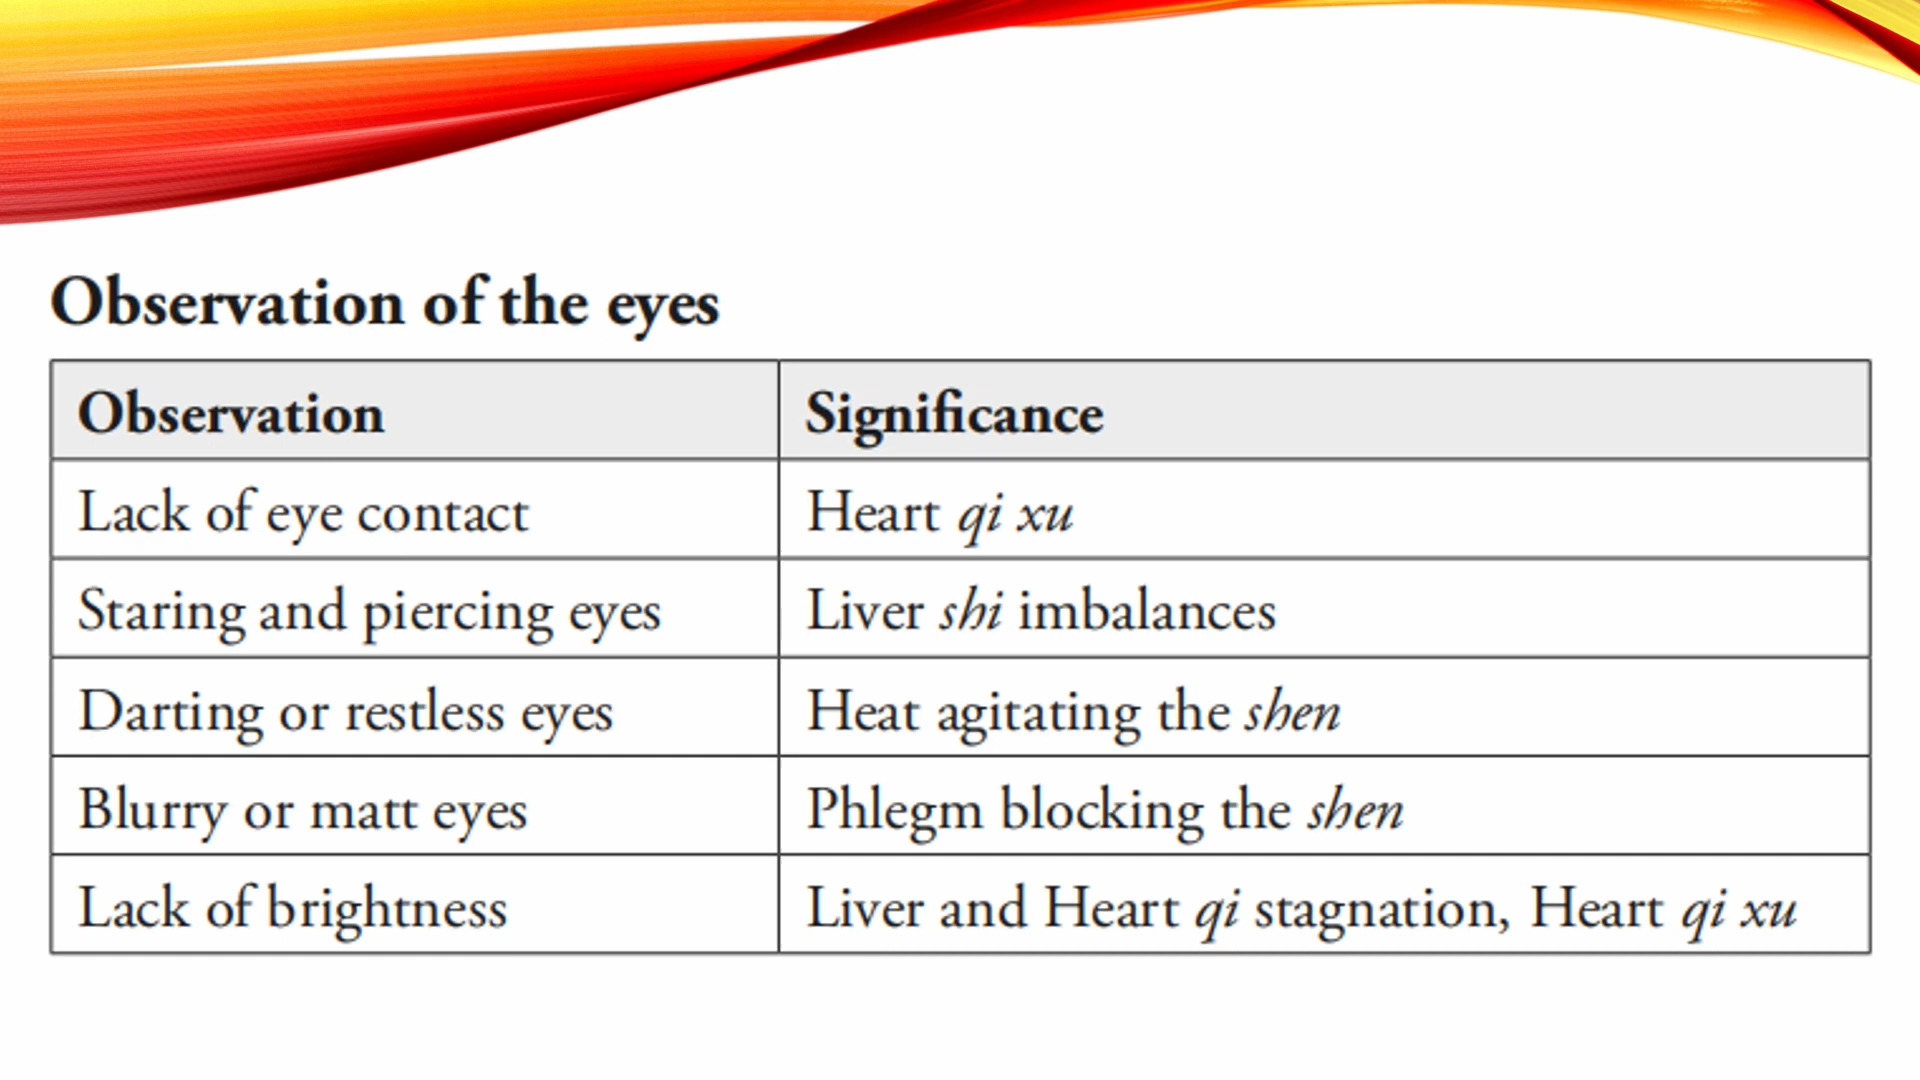 Observation of the eyes
Observation Significance
Lack of eye contact Heart qi xu
Staring and piercing eyes Liver shi imbalances
Darting or restless eyes Heat agitating the shen
Blurry or matt eyes Phlegm blocking the shen
Lack of brightness Liver and Heart qi stagnation, Heart qi xu